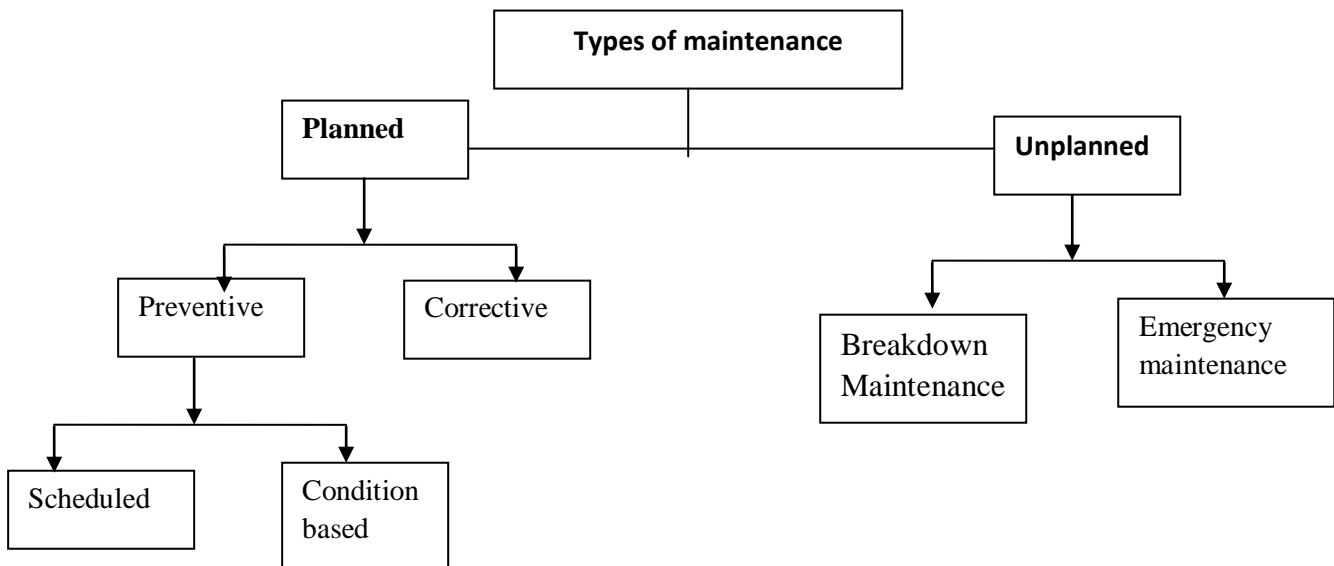 Types of maintenance
Planned
Unplanned
Preventive
Corrective
Breakdown
Maintenance
Emergency
maintenance
Scheduled
Condition
based